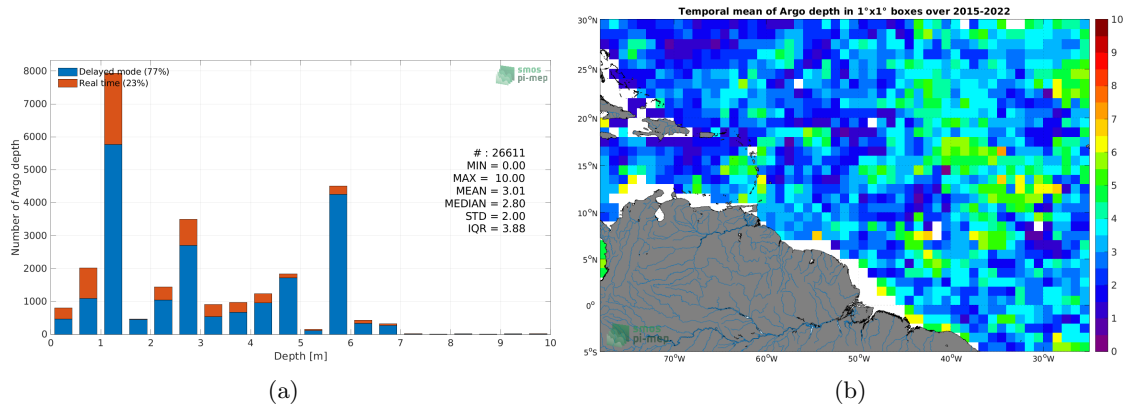 Delayed mode (77%)
Real time (23%)
smos
pi-mep
8000
7000
6000
5000
4000
3000
2000
1000
0
Number of Argo depth
# : 26611
MIN = 0.00
MAX = 10.00
MEAN = 3.01
MEDIAN = 2.80
STD = 2.00
IQR = 3.88
0 1 2 3 4 5 6 7 8 9 10
Depth [m]
(a)
Temporal mean of Argo depth in 1°x1° boxes over 2015-2022
30°N
25°N
20°N
15°N
10°N
5°N
0°
5°S
70°W 60°W 50°W 40°W 30°W
smos
pi-mep
10
9
8
7
6
5
4
3
2
1
0
(b)